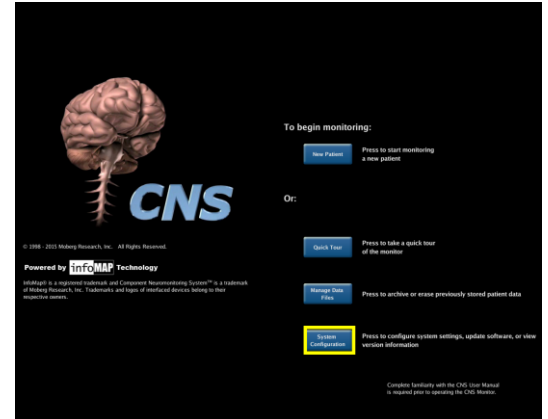 CNS
© 1998 - 2015 Moberg Research, Inc. All Rights Reserved.
Powered by infoMAP Technology
InfoMap® is a registered trademark and Component Neuromonitoring System™ is a trademark
of Moberg Research, Inc. Trademarks and logos of interfaced devices belong to their
respective owners.
To begin monitoring:
New Patient
Press to start monitoring
a new patient
Or:
Quick Tour
Press to take a quick tour
of the monitor
Manage Data
Files
Press to archive or erase previously stored patient data
System
Configuration
Press to configure system settings, update software, or view
version information
Complete familiarity with the CNS User Manual
is required prior to operating the CNS Monitor.